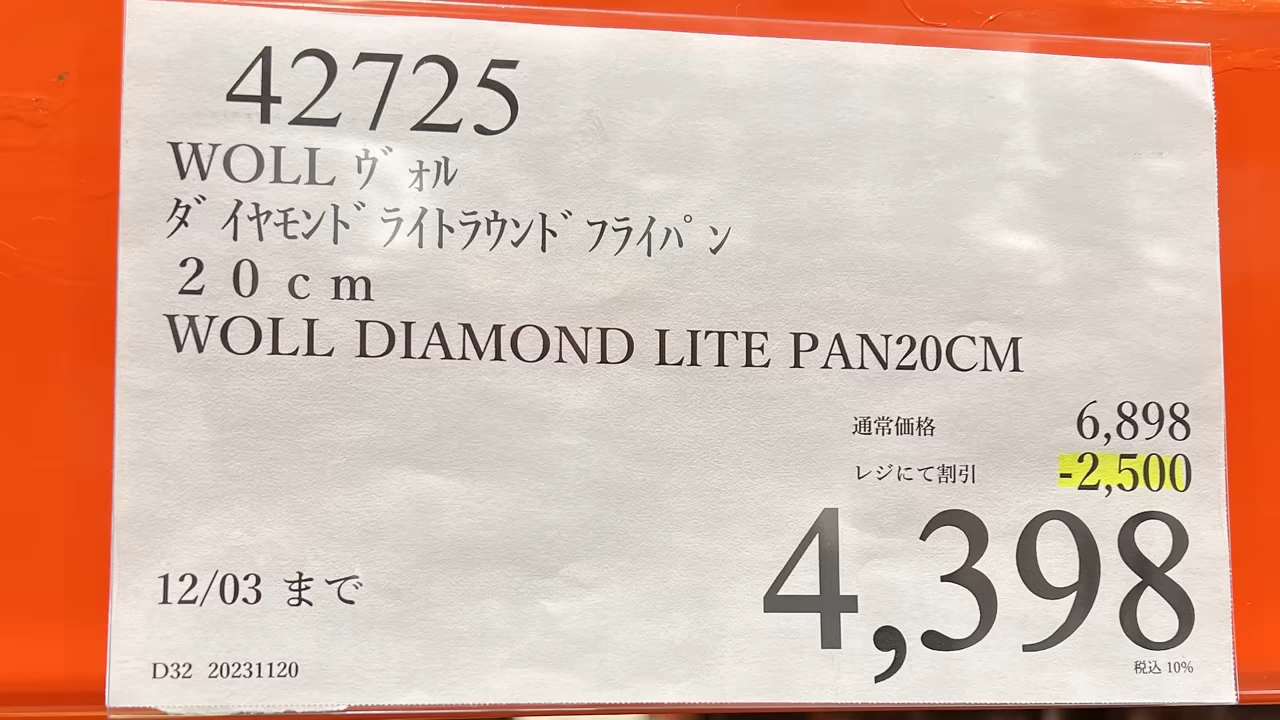 42725
WOLL ヴォル
ダイヤモンドライトラウンドフライパン
20cm
WOLL DIAMOND LITE PAN20CM
通常価格 6,898
レジにて割引 -2,500
4,398
12/03 まで
税込 10%
D32 20231120